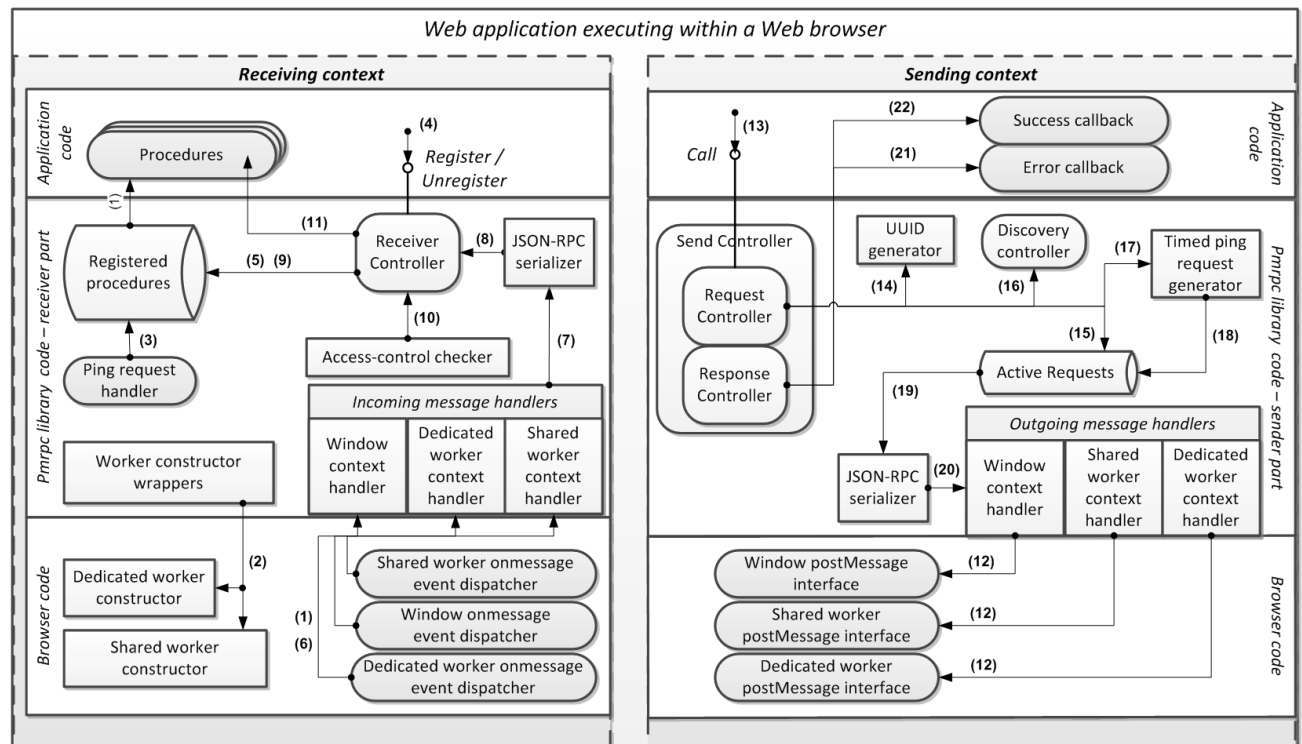 Web application executing within a Web browser
Receiving context
Application
code
Procedures
(4)
Register /
Unregister
(1)
Pmrpc library code – receiver part
Registered
procedures
(11)
(5) (9)
Receiver
Controller
(8)
JSON-RPC
serializer
(3)
Ping request
handler
(10)
(7)
Access-control checker
Incoming message handlers
Window
context
handler
Dedicated
worker
context
handler
Shared
worker
context
handler
Worker constructor
wrappers
Browser code
(2)
Dedicated worker
constructor
Shared worker
constructor
(1)
(6)
Shared worker onmessage
event dispatcher
Window onmessage
event dispatcher
Dedicated worker onmessage
event dispatcher
Sending context
Application
code
(13)
Call
(22)
Success callback
(21)
Error callback
Pmrpc library code – sender part
Send Controller
Request
Controller
Response
Controller
UUID
generator
(14)
Discovery
controller
(16)
(17)
Timed ping
request
generator
(15)
(18)
Active Requests
(19)
JSON-RPC
serializer
(20)
Outgoing message handlers
Window
context
handler
Shared
worker
context
handler
Dedicated
worker
context
handler
Browser code
Window postMessage
interface
(12)
Shared worker
postMessage interface
(12)
Dedicated worker
postMessage interface
(12)